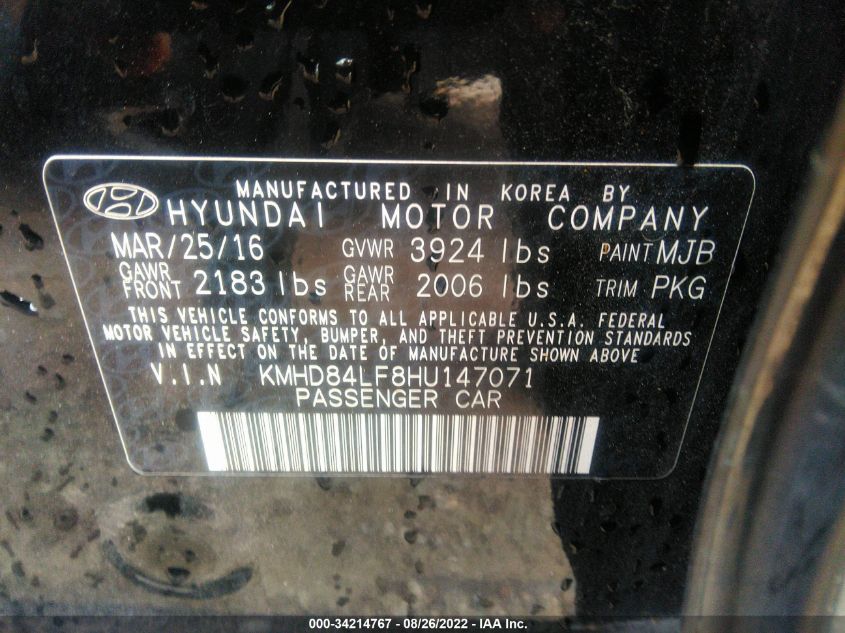 MANUFACTURED IN KOREA BY
HYUNDAI MOTOR COMPANY
MAR/25/16 GVWR 3924 lbs PAINT MJB
GAWR FRONT 2183 lbs GAWR REAR 2006 lbs TRIM PKG
THIS VEHICLE CONFORMS TO ALL APPLICABLE U.S.A. FEDERAL
MOTOR VEHICLE SAFETY, BUMPER, AND THEFT PREVENTION STANDARDS
IN EFFECT ON THE DATE OF MANUFACTURE SHOWN ABOVE
V.I.N KMHD84LF8HU147071
PASSENGER CAR
000-34214767 - 08/26/2022 - IAA Inc.